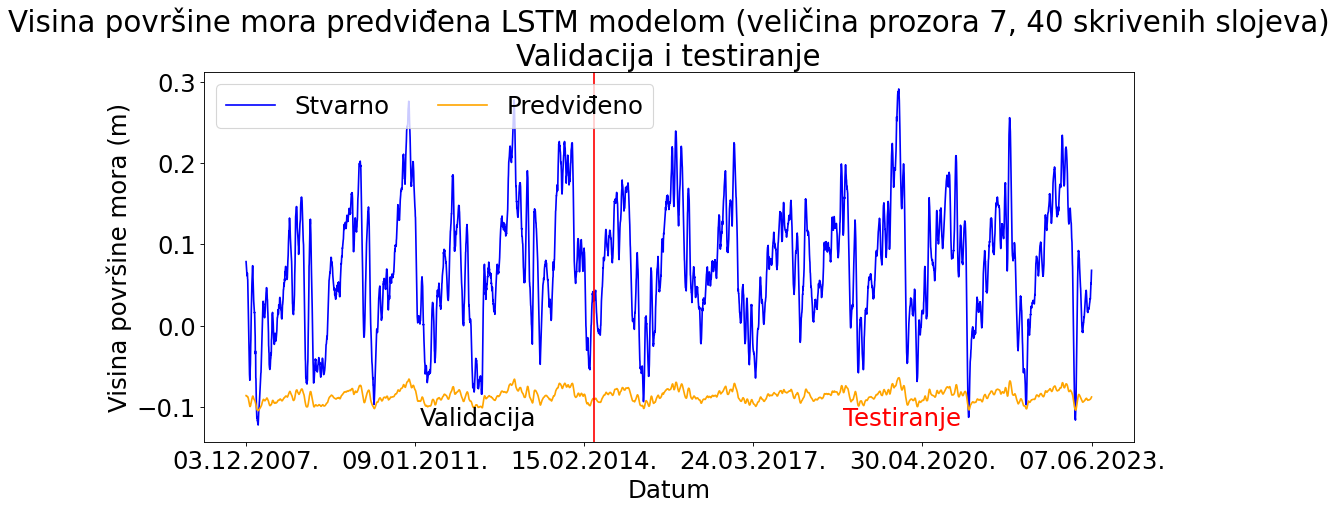 Visina površine mora predviđena LSTM modelom (veličina prozora 7, 40 skrivenih slojeva)
Validacija i testiranje
Stvarno
Predviđeno
0.3
0.2
0.1
0.0
−0.1
Visina površine mora (m)
Validacija
Testiranje
03.12.2007.
09.01.2011.
15.02.2014.
24.03.2017.
30.04.2020.
07.06.2023.
Datum